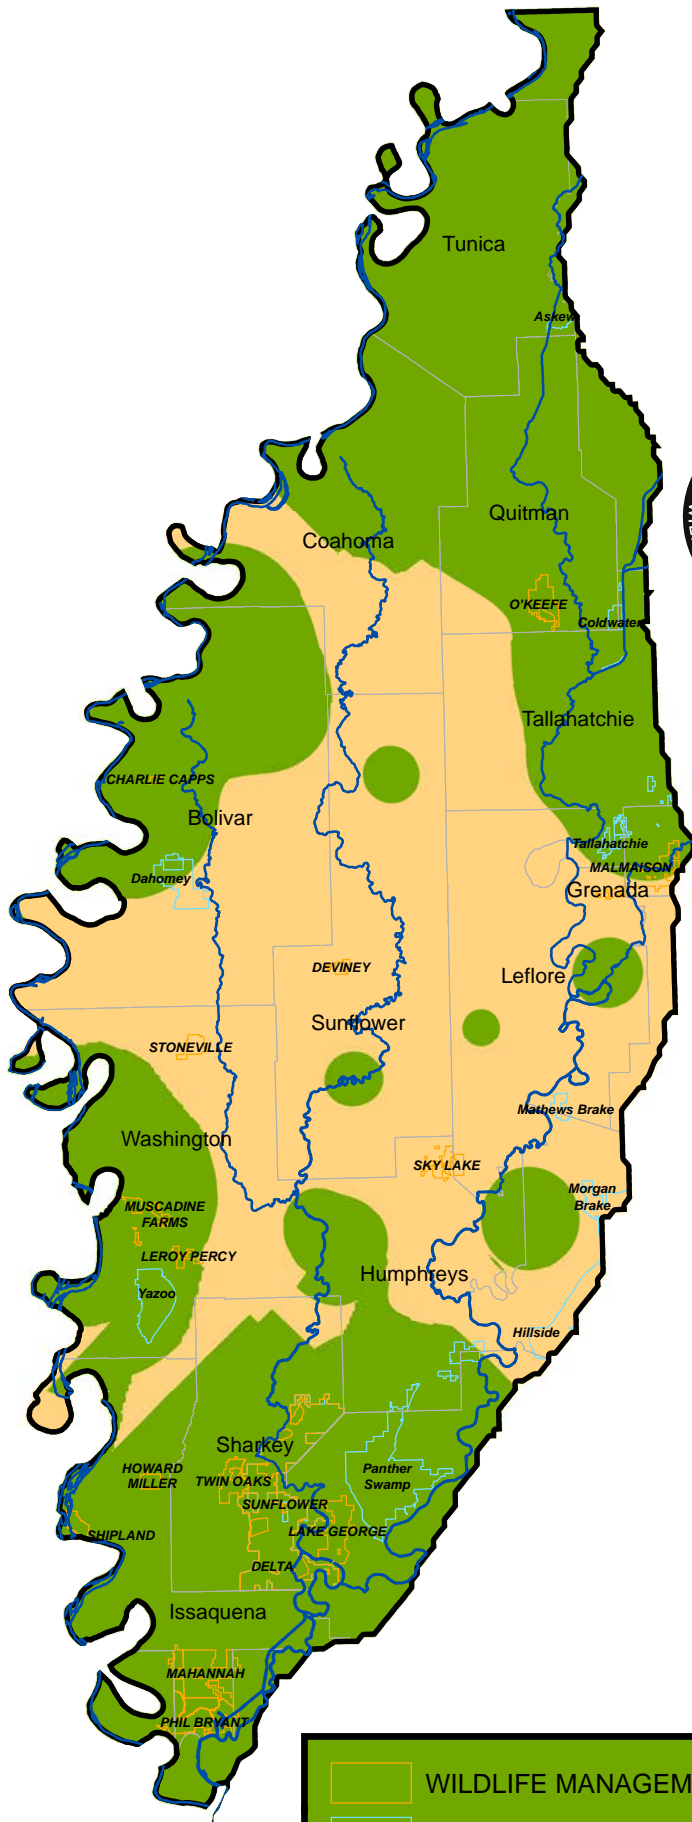 Tunica
Askew
Quitman
Coahoma
O'KEEFE
Coldwater
Tallahatchie
CHARLIE CAPPS
Bolivar
Tallahatchie
MALMAISON
Dahomey
Grenada
DEVINEY
Leflore
Sunflower
STONEVILLE
Mathews Brake
Washington
SKY LAKE
Morgan
Brake
MUSCADINE
FARMS
LEROY PERCY
Humphreys
Yazoo
Hillside
Sharkey
HOWARD
MILLER
TWIN OAKS
Panther
Swamp
SUNFLOWER
SHIPLAND
LAKE GEORGE
DELTA
Issaquena
MAHANNAH
PHIL BRYANT
WILDLIFE MANAGEM